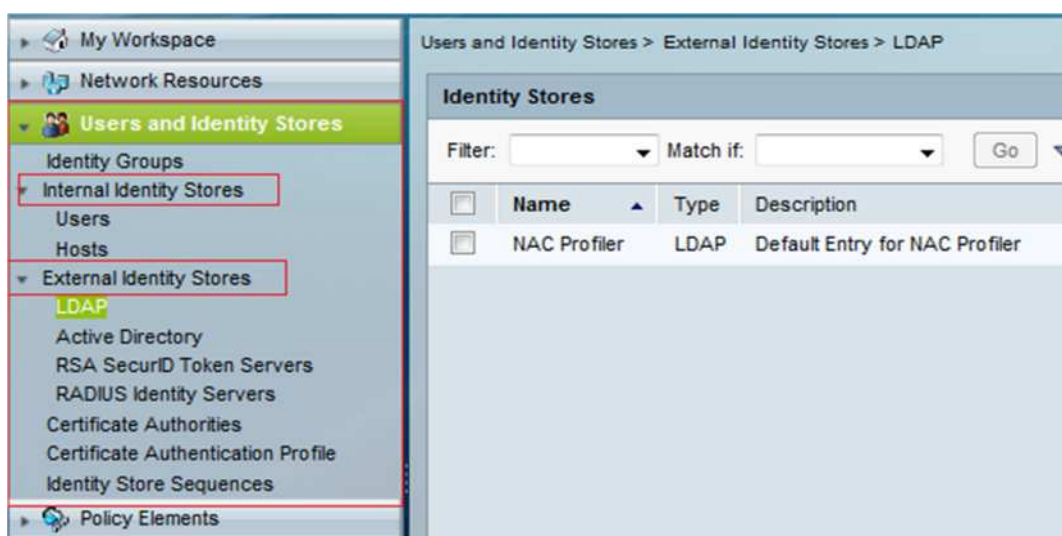 My Workspace
Network Resources
Users and Identity Stores
Identity Groups
Internal Identity Stores
Users
Hosts
External Identity Stores
LDAP
Active Directory
RSA SecurID Token Servers
RADIUS Identity Servers
Certificate Authorities
Certificate Authentication Profile
Identity Store Sequences
Policy Elements
Users and Identity Stores > External Identity Stores > LDAP
Identity Stores
Filter: Match if: Go
Name Type Description
NAC Profiler LDAP Default Entry for NAC Profiler